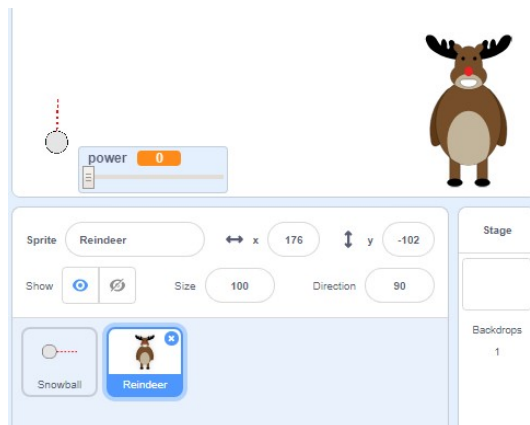 power 0
Sprite Reindeer x 176 y -102
Show Size 100 Direction 90
Snowball Reindeer
Stage
Backdrops
1